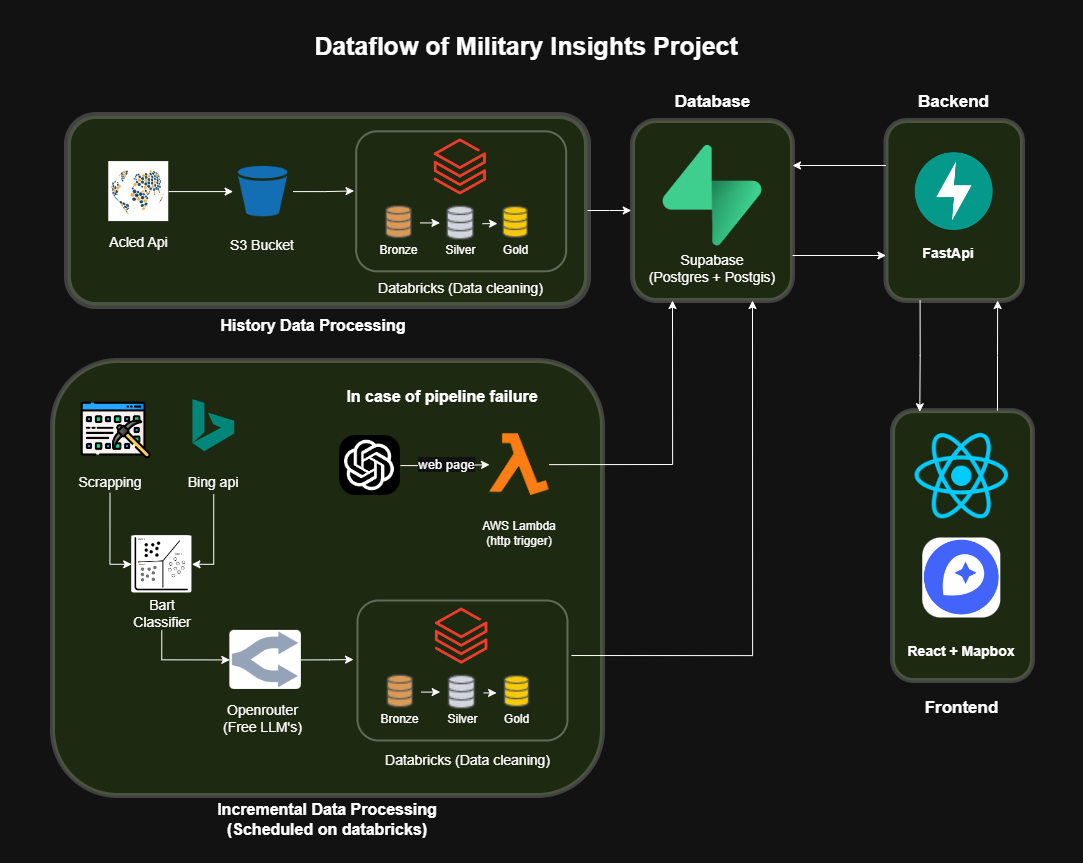 Dataflow of Military Insights Project
Database
Backend
Acled Api
S3 Bucket
Bronze
Silver
Gold
Databricks (Data cleaning)
History Data Processing
Supabase
(Postgres + Postgis)
FastApi
In case of pipeline failure
Scrapping
Bing api
web page
AWS Lambda
(http trigger)
Bart
Classifier
Openrouter
(Free LLM's)
Bronze
Silver
Gold
Databricks (Data cleaning)
Incremental Data Processing
(Scheduled on databricks)
React + Mapbox
Frontend